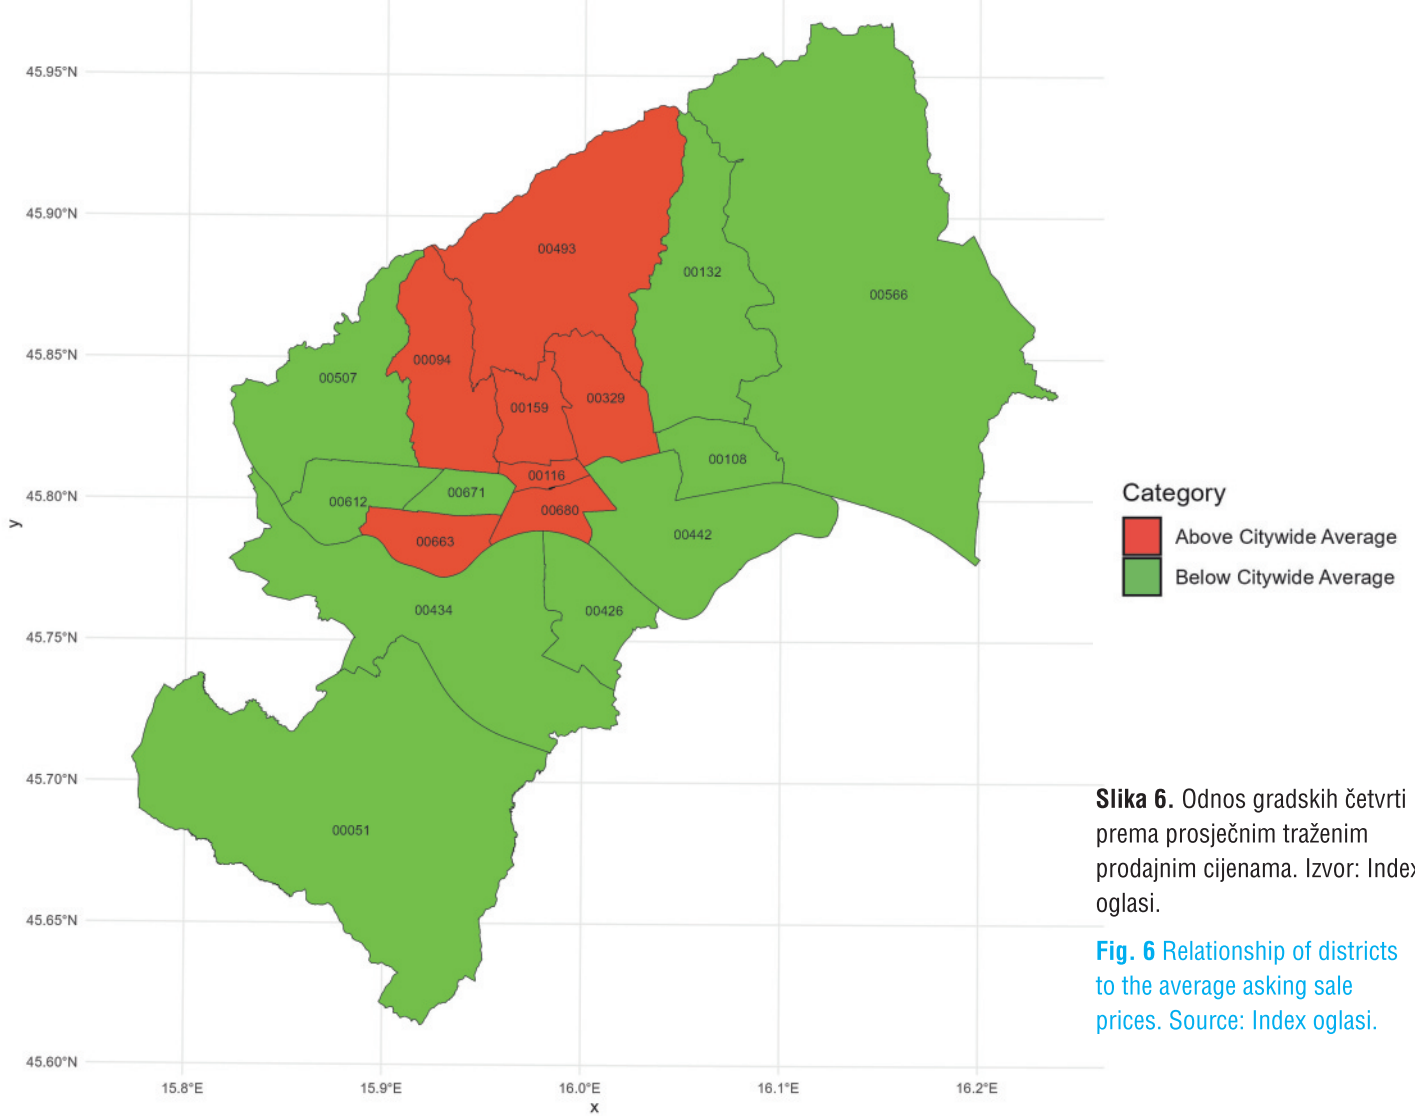 45.95°N
45.90°N
45.85°N
45.80°N
45.75°N
45.70°N
45.65°N
45.60°N
y
15.8°E
15.9°E
16.0°E
16.1°E
16.2°E
x
00493
00132
00566
00094
00507
00159
00329
00108
00116
00671
00612
00680
00663
00442
00434
00426
00051
Category
Above Citywide Average
Below Citywide Average
Slika 6. Odnos gradskih četvrti
prema prosječnim traženim
prodajnim cijenama. Izvor: Index
oglasi.
Fig. 6 Relationship of districts
to the average asking sale
prices. Source: Index oglasi.